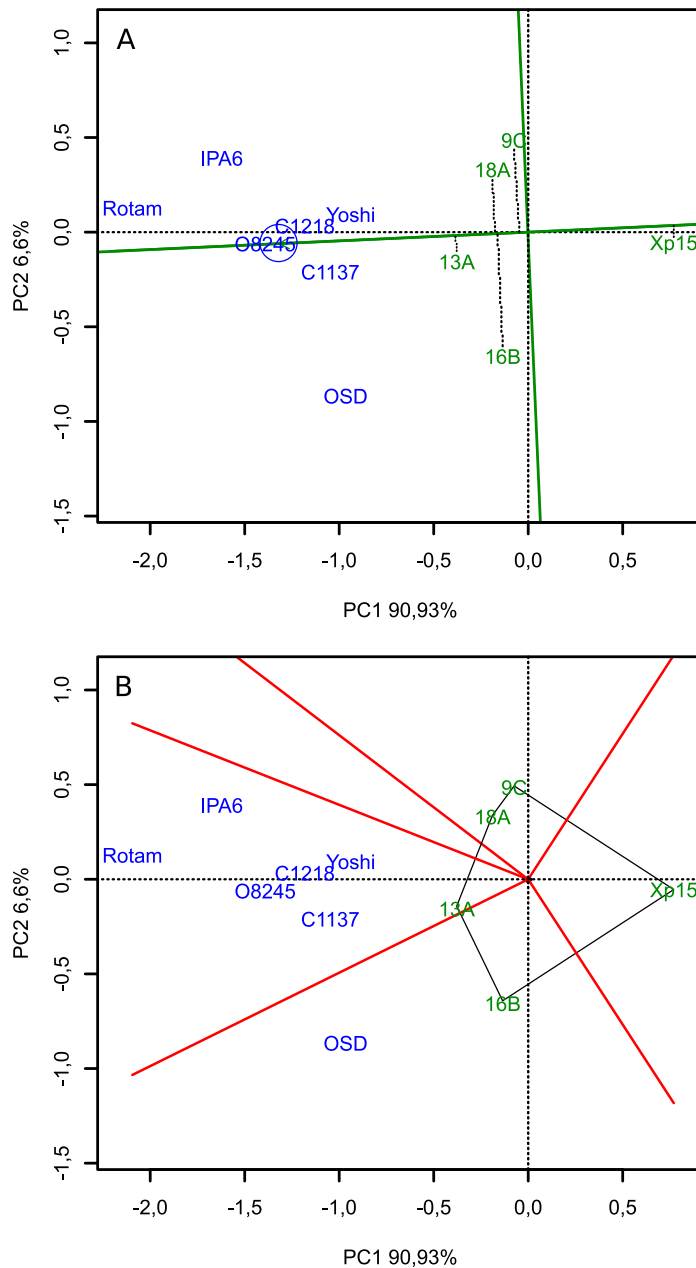 A
1,0
0,5
0,0
-0,5
-1,0
-1,5
PC2 6,6%
IPA6
Rotam
Yoshi
C1218
O8245
C1137
OSD
9C
18A
13A
16B
Xp15
-2,0 -1,5 -1,0 -0,5 0,0 0,5
PC1 90,93%
B
1,0
0,5
0,0
-0,5
-1,0
-1,5
PC2 6,6%
IPA6
Rotam
Yoshi
C1218
O8245
C1137
OSD
9C
18A
13A
16B
Xp15
-2,0 -1,5 -1,0 -0,5 0,0 0,5
PC1 90,93%